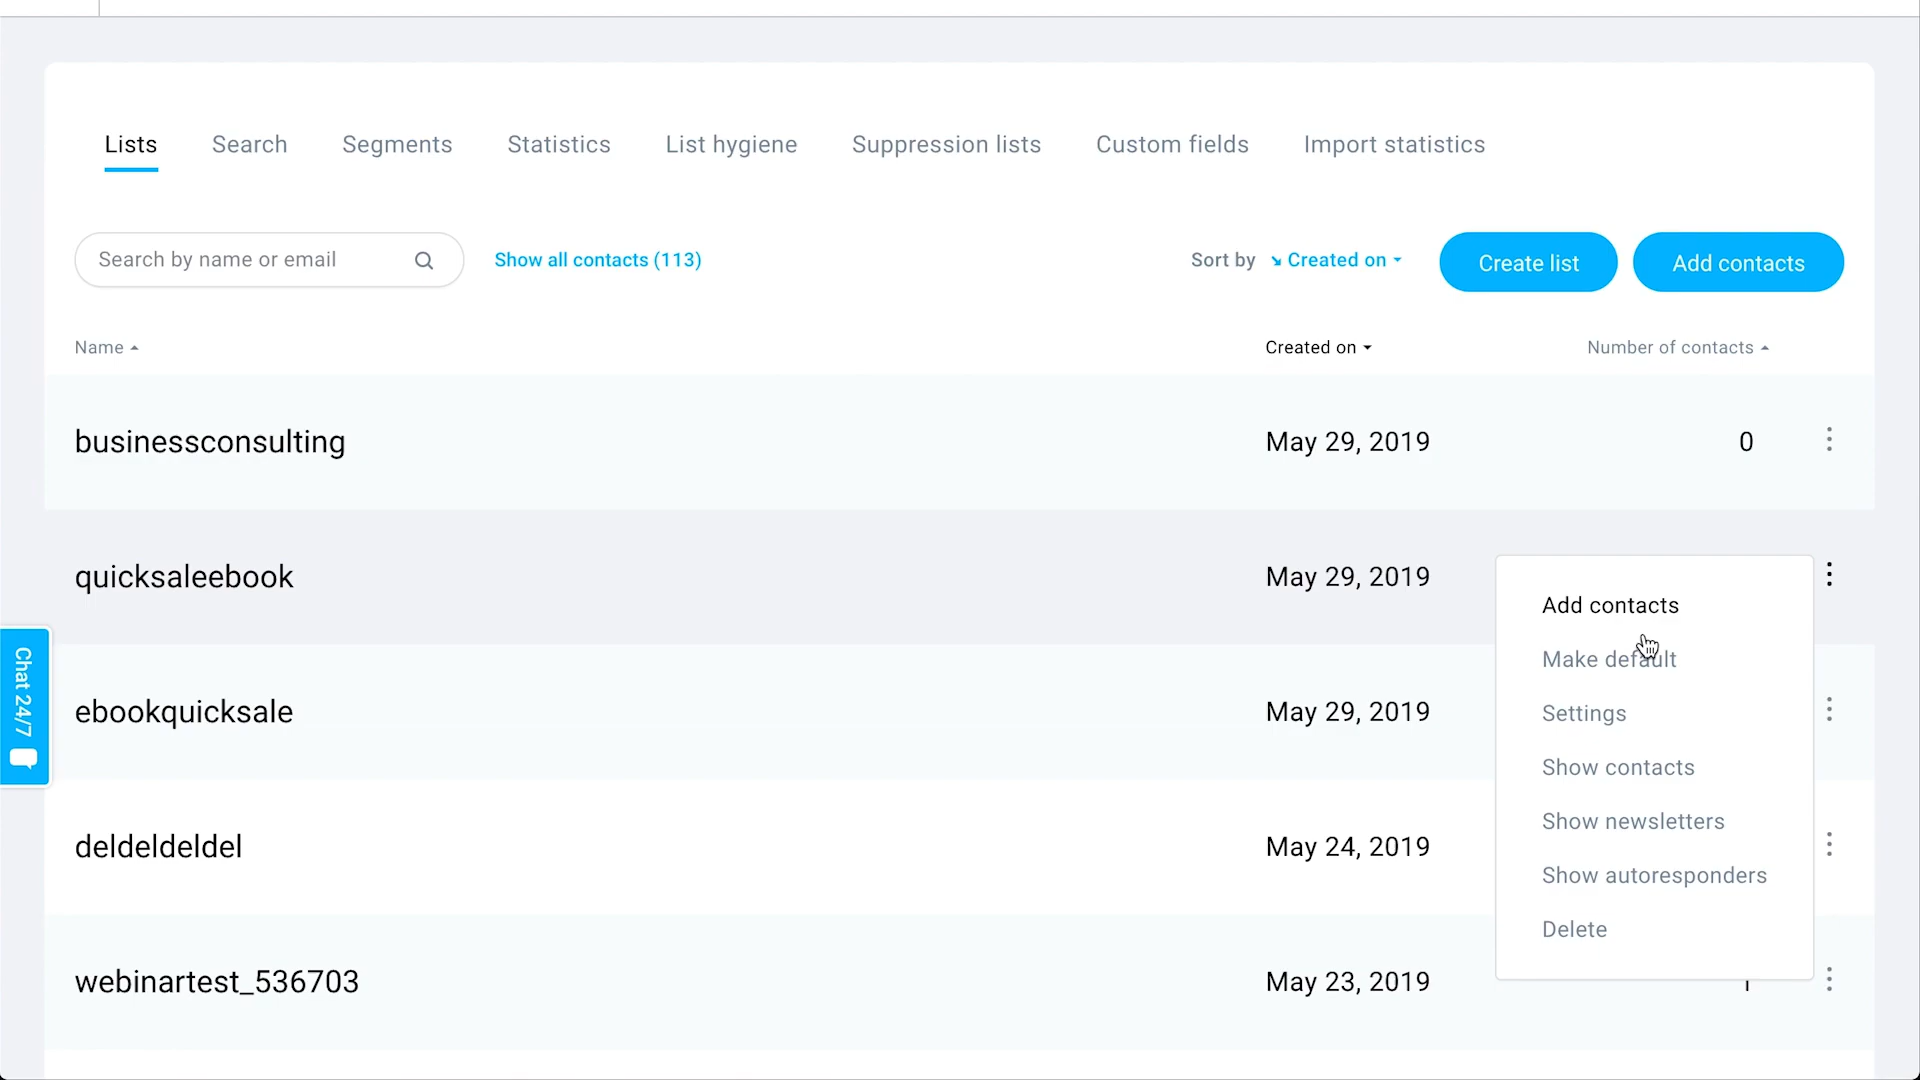 Lists Search Segments Statistics List hygiene Suppression lists Custom fields Import statistics
Search by name or email Show all contacts (113) Sort by Created on Create list Add contacts
Name Created on Number of contacts
businessconsulting May 29, 2019 0
quicksaleebook May 29, 2019
Add contacts
Make default
Settings
Show contacts
Show newsletters
Show autoresponders
Delete
ebookquicksale May 29, 2019
deldeldeldel May 24, 2019
webinartest_536703 May 23, 2019
Chat 24/7